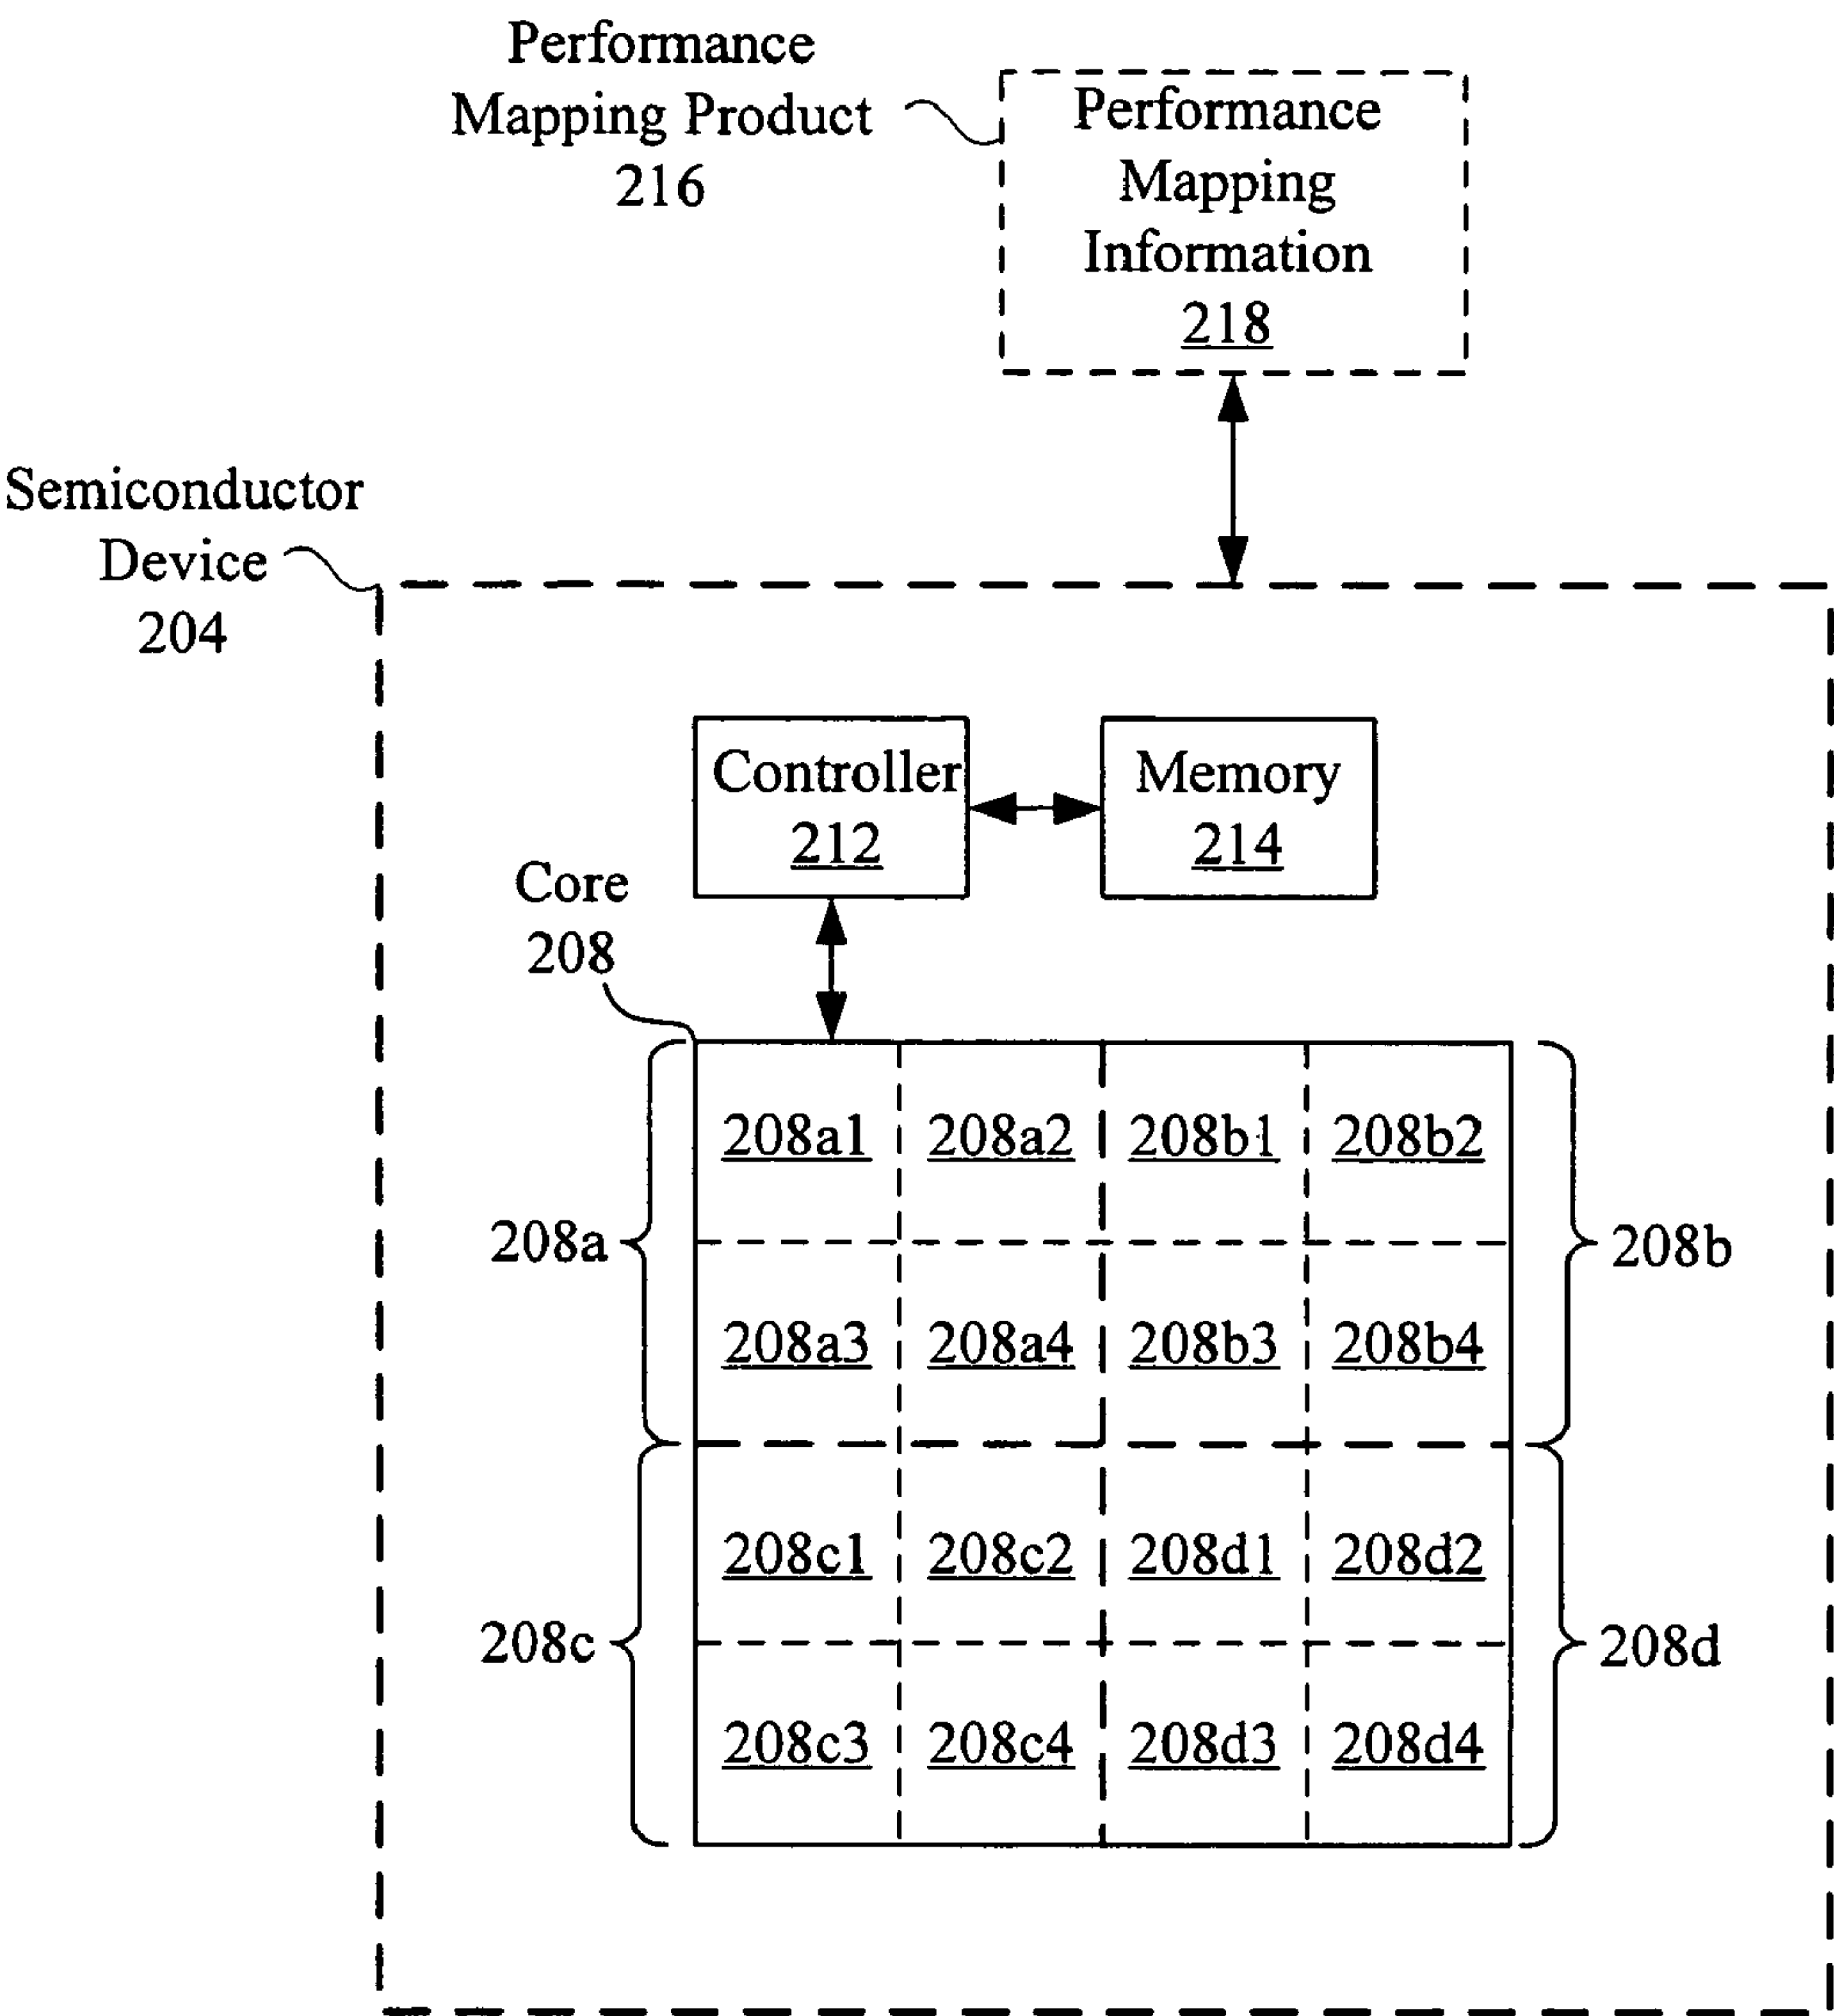 Performance
Mapping Product
216
Performance
Mapping
Information
218
Semiconductor
Device
204
Controller
212
Memory
214
Core
208
208a1 208a2 208b1 208b2
208a
208b
208a3 208a4 208b3 208b4
208c1 208c2 208d1 208d2
208c
208d
208c3 208c4 208d3 208d4